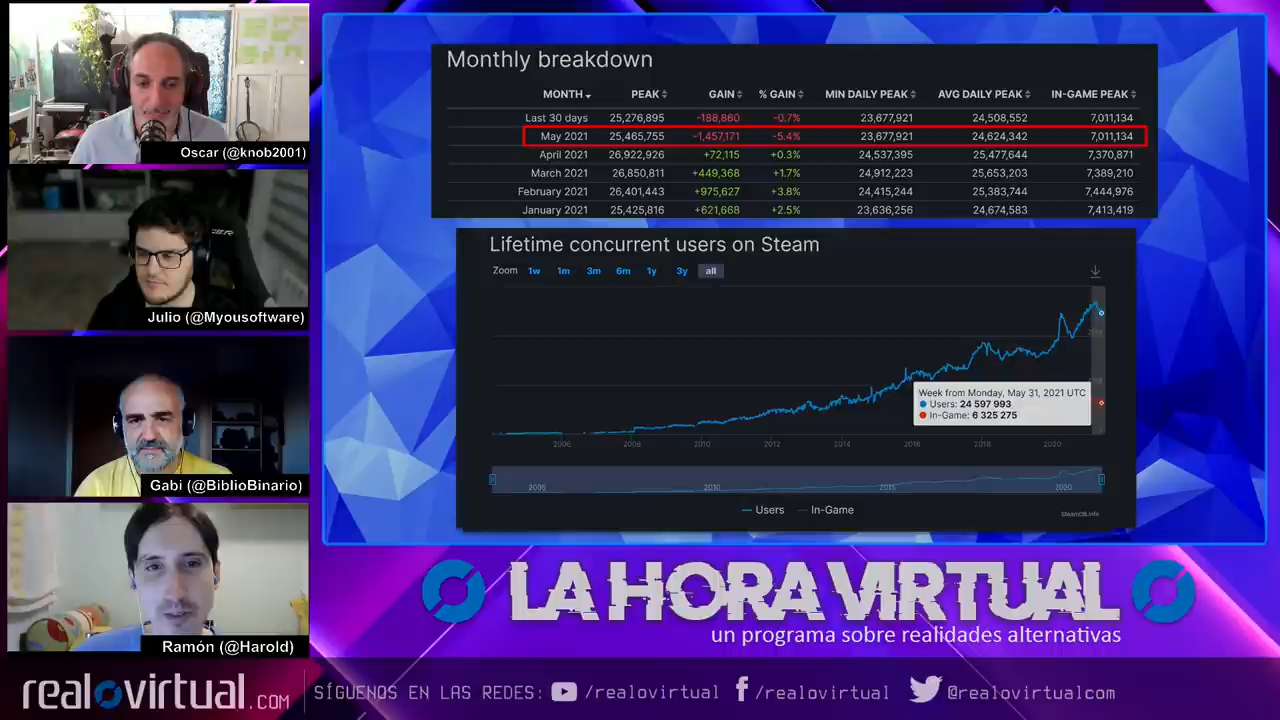 Oscar (@knob2001)
Julio (@Myousoftware)
Gabi (@BiblioBinario)
Ramón (@Harold)
Monthly breakdown
MONTH PEAK GAIN % GAIN MIN DAILY PEAK AVG DAILY PEAK IN-GAME PEAK
Last 30 days 25,276,895 -188,860 -0.7% 23,677,921 24,508,552 7,011,134
May 2021 25,465,755 -1,457,171 -5.4% 23,677,921 24,624,342 7,011,134
April 2021 26,922,926 +72,115 +0.3% 24,537,395 25,477,644 7,370,871
March 2021 26,850,811 +449,368 +1.7% 24,912,223 25,653,203 7,389,210
February 2021 26,401,443 +975,627 +3.8% 24,415,244 25,383,744 7,444,976
January 2021 25,425,816 +621,668 +2.5% 23,636,256 24,674,583 7,413,419
Lifetime concurrent users on Steam
Zoom 1w 1m 3m 6m 1y 3y all
Week from Monday, May 31, 2021 UTC
Users: 24 597 993
In-Game: 6 325 275
2006 2008 2010 2012 2014 2016 2018 2020
2005 2010 2015 2020
Users In-Game
SteamDB.info
LA HORA VIRTUAL
un programa sobre realidades alternativas
realovirtual.com
SÍGUENOS EN LAS REDES: /realovirtual /realovirtual @realovirtualcom